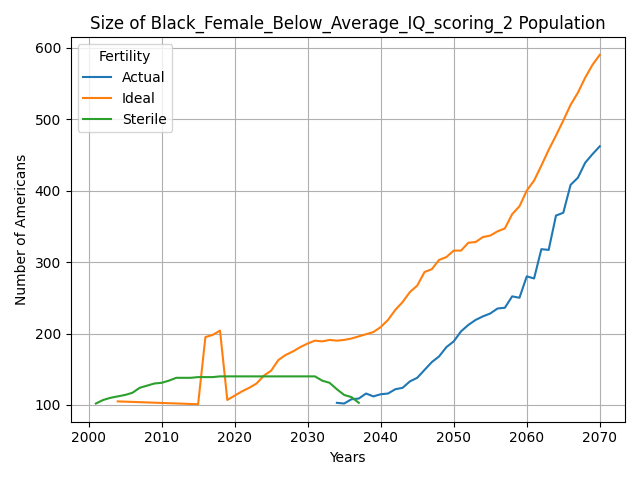 Size of Black_Female_Below_Average_IQ_scoring_2 Population
Fertility
Actual
Ideal
Sterile
Number of Americans
600
500
400
300
200
100
2000 2010 2020 2030 2040 2050 2060 2070
Years